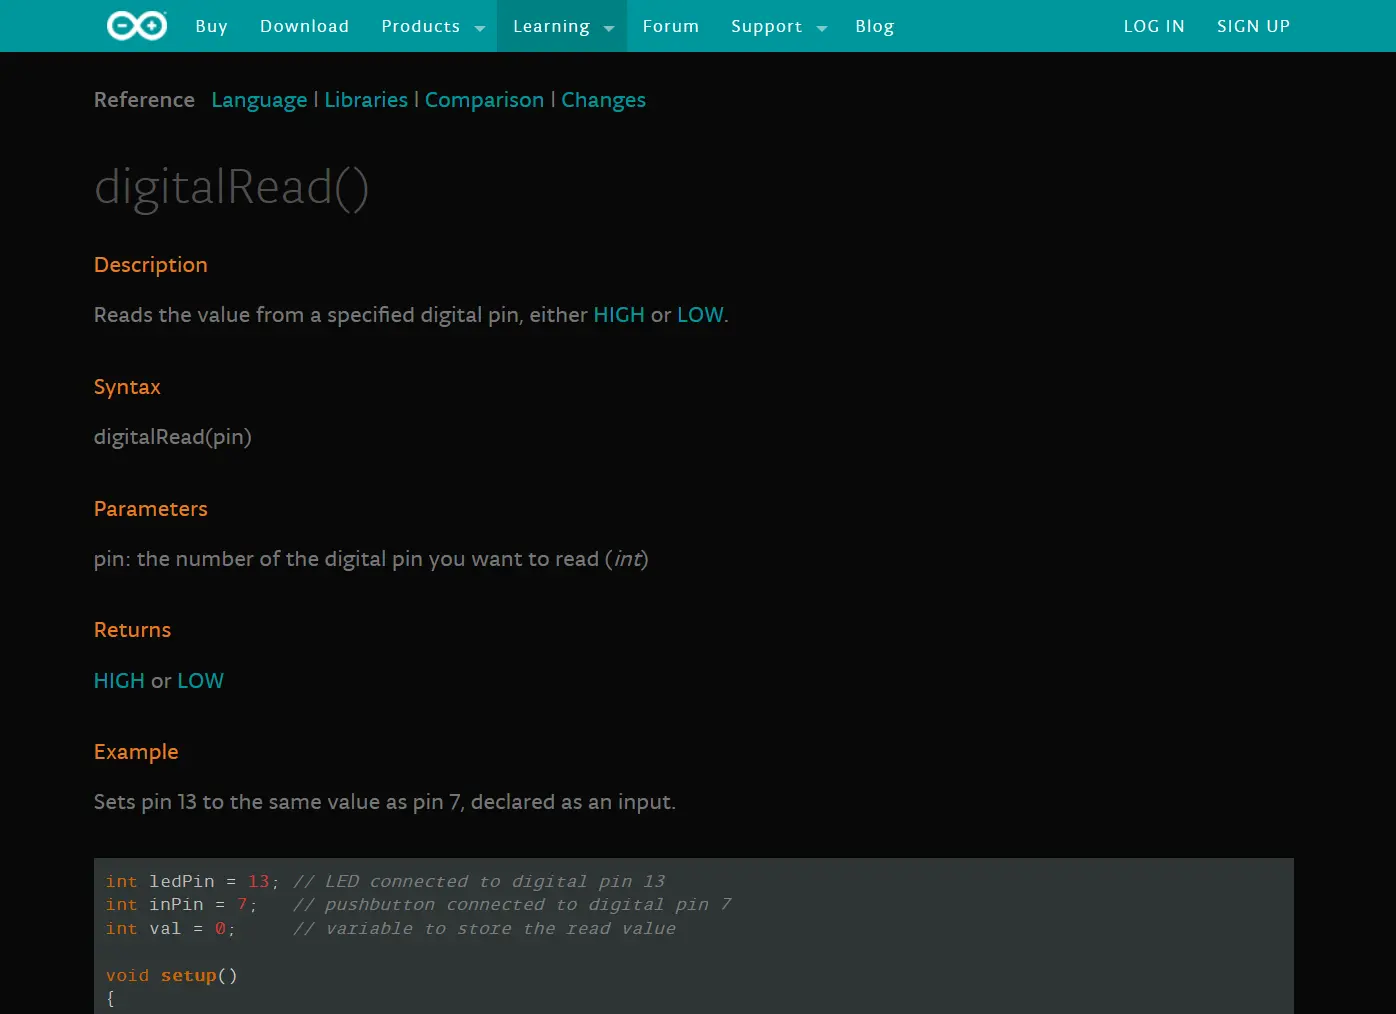 Buy Download Products Learning Forum Support Blog LOG IN SIGN UP
Reference Language | Libraries | Comparison | Changes
digitalRead()
Description
Reads the value from a specified digital pin, either HIGH or LOW.
Syntax
digitalRead(pin)
Parameters
pin: the number of the digital pin you want to read (int)
Returns
HIGH or LOW
Example
Sets pin 13 to the same value as pin 7, declared as an input.
int ledPin = 13; // LED connected to digital pin 13
int inPin = 7;   // pushbutton connected to digital pin 7
int val = 0;     // variable to store the read value
void setup()
{